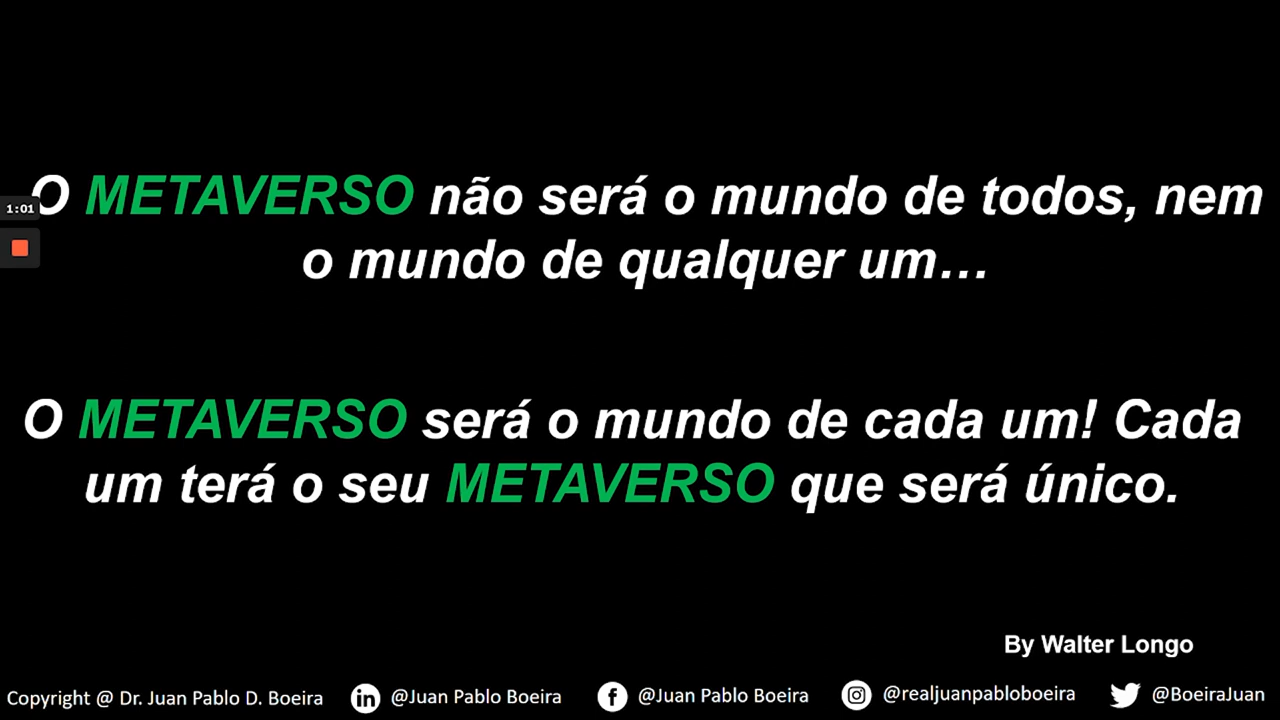 O METAVERSO não será o mundo de todos, nem
o mundo de qualquer um...
1:01
O METAVERSO será o mundo de cada um! Cada
um terá o seu METAVERSO que será único.
By Walter Longo
Copyright @ Dr. Juan Pablo D. Boeira in @Juan Pablo Boeira f @Juan Pablo Boeira @realjuanpabloboeira @BoeiraJuan